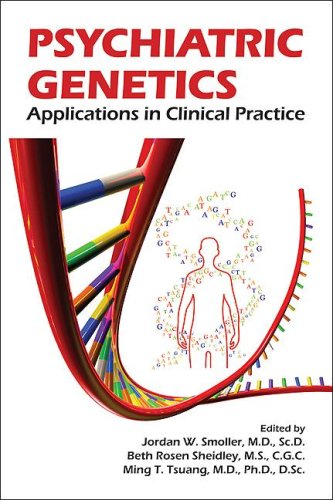 PSYCHIATRIC
GENETICS
Applications in Clinical Practice
Edited by
Jordan W. Smoller, M.D., Sc.D.
Beth Rosen Sheidley, M.S., C.G.C.
Ming T. Tsuang, M.D., Ph.D., D.Sc.